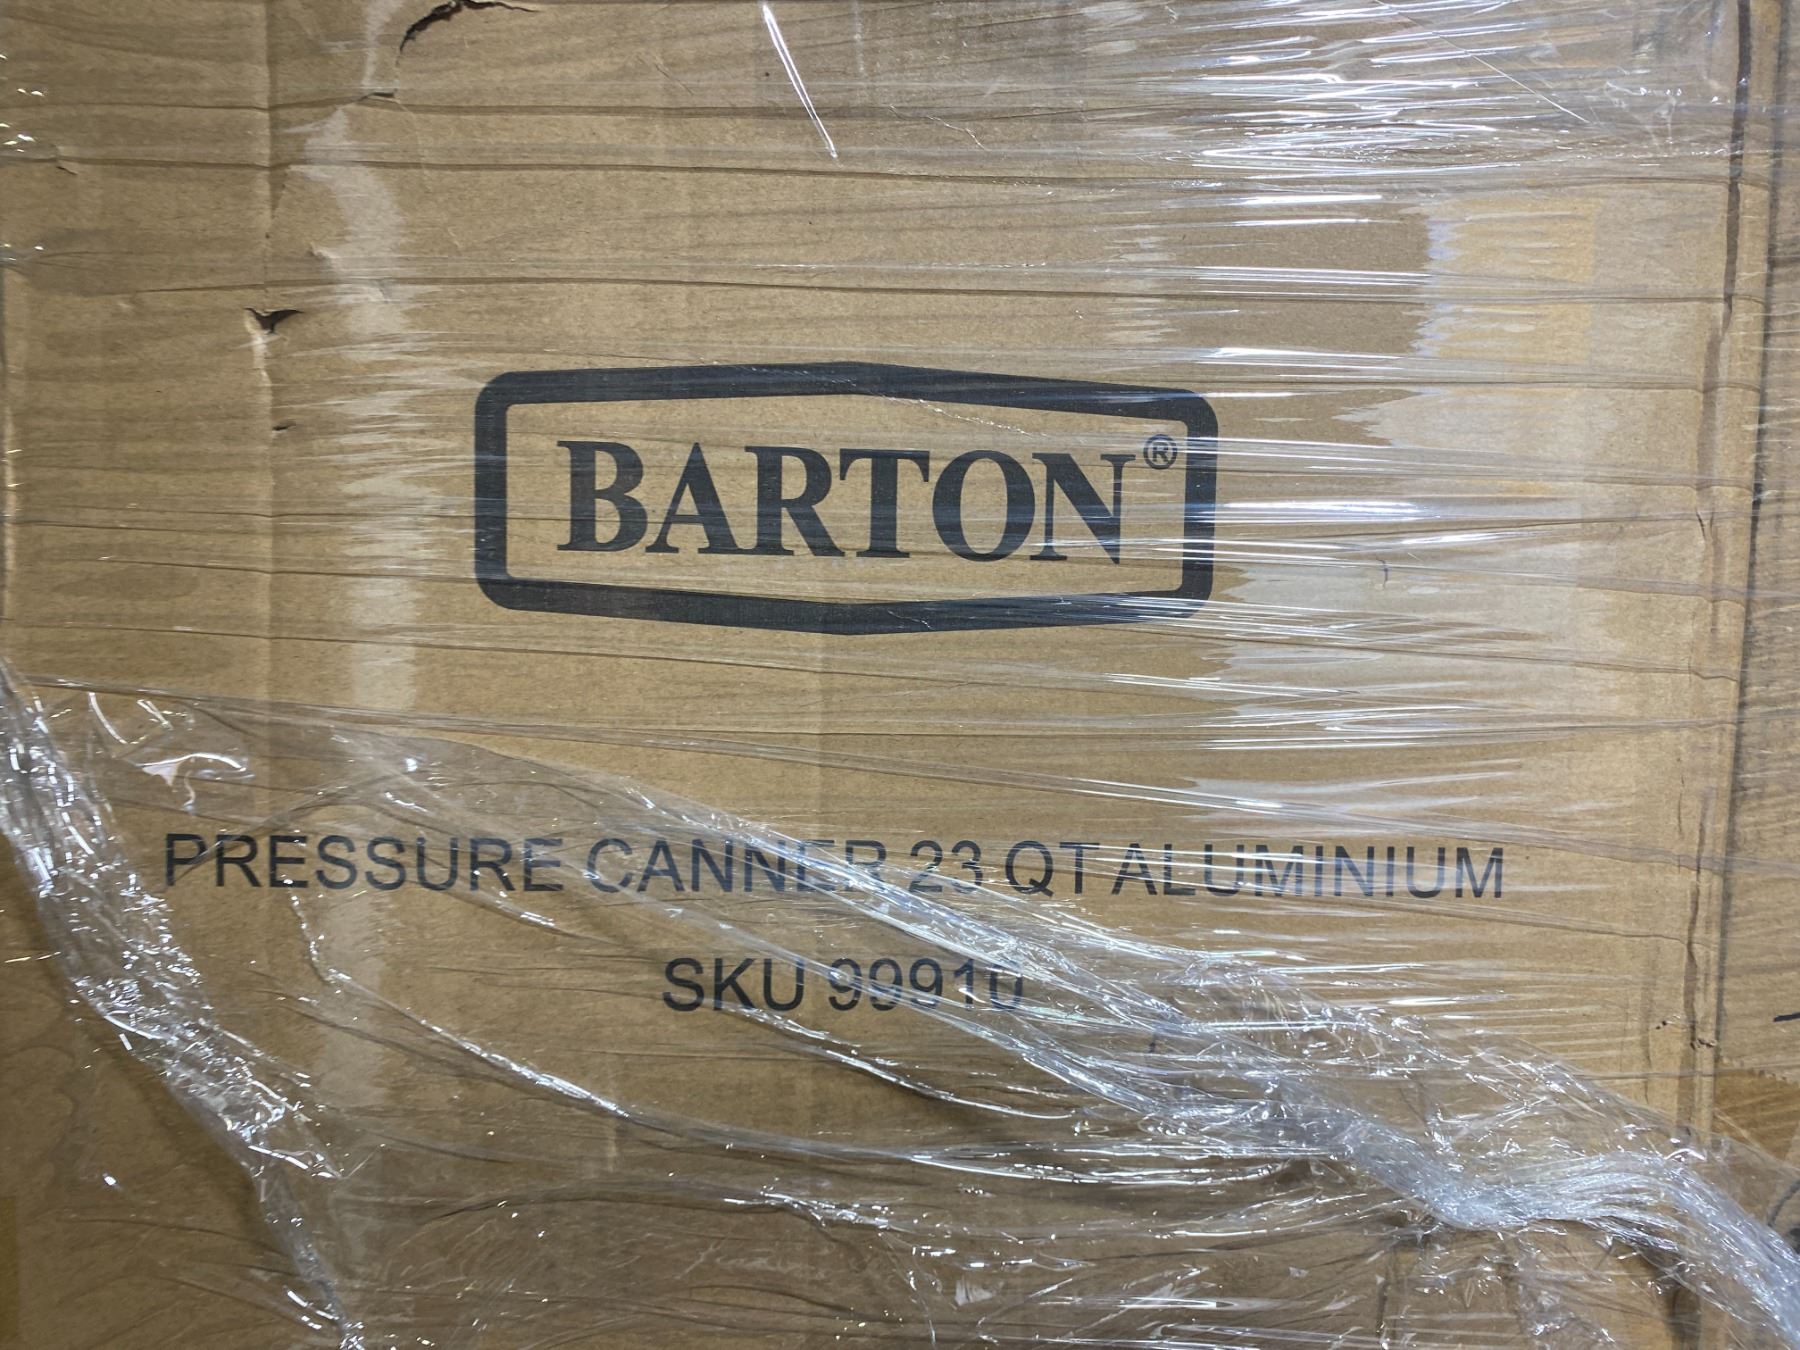 BARTON®
PRESSURE CANNER 23 QT ALUMINIUM
SKU 99910